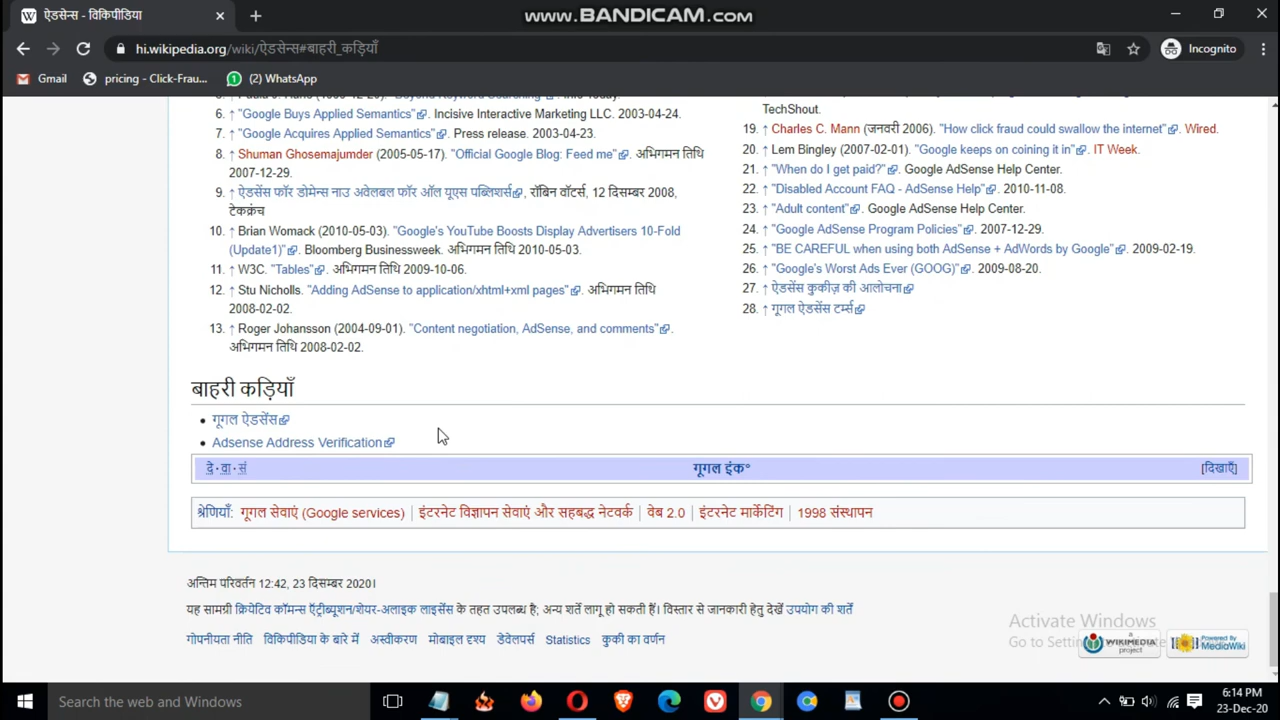 ऐडसेन्स - विकिपीडिया
www.BANDICAM.com
hi.wikipedia.org/wiki/ऐडसेन्स#बाहरी_कड़ियाँ
Incognito
Gmail
pricing - Click-Frau...
(2) WhatsApp
6. ↑ "Google Buys Applied Semantics". Incisive Interactive Marketing LLC. 2003-04-24.
7. ↑ "Google Acquires Applied Semantics". Press release. 2003-04-23.
8. ↑ Shuman Ghosemajumder (2005-05-17). "Official Google Blog: Feed me". अभिगमन तिथि
2007-12-29.
9. ↑ ऐडसेंस फॉर डोमेन्स नाउ अवेलबल फॉर ऑल यूएस पब्लिशर्स, रॉबिन वॉटर्स, 12 दिसम्बर 2008,
टेकक्रंच
10. ↑ Brian Womack (2010-05-03). "Google's YouTube Boosts Display Advertisers 10-Fold
(Update1)". Bloomberg Businessweek. अभिगमन तिथि 2010-05-03.
11. ↑ W3C. "Tables". अभिगमन तिथि 2009-10-06.
12. ↑ Stu Nicholls. "Adding AdSense to application/xhtml+xml pages". अभिगमन तिथि
2008-02-02.
13. ↑ Roger Johansson (2004-09-01). "Content negotiation, AdSense, and comments".
अभिगमन तिथि 2008-02-02.
TechShout.
19. ↑ Charles C. Mann (जनवरी 2006). "How click fraud could swallow the internet". Wired.
20. ↑ Lem Bingley (2007-02-01). "Google keeps on coining it in". IT Week.
21. ↑ "When do I get paid?". Google AdSense Help Center.
22. ↑ "Disabled Account FAQ - AdSense Help". 2010-11-08.
23. ↑ "Adult content". Google AdSense Help Center.
24. ↑ "Google AdSense Program Policies". 2007-12-29.
25. ↑ "BE CAREFUL when using both AdSense + AdWords by Google". 2009-02-19.
26. ↑ "Google's Worst Ads Ever (GOOG)". 2009-08-20.
27. ↑ ऐडसेंस कुकीज़ की आलोचना
28. ↑ गूगल ऐडसेंस टर्म्स
बाहरी कड़ियाँ
• गूगल ऐडसेंस
• Adsense Address Verification
दे · वा · सं
गूगल इंक॰
[दिखाएँ]
श्रेणियाँ: गूगल सेवाएं (Google services) | इंटरनेट विज्ञापन सेवाएं और सहबद्ध नेटवर्क | वेब 2.0 | इंटरनेट मार्केटिंग | 1998 संस्थापन
अन्तिम परिवर्तन 12:42, 23 दिसम्बर 2020।
यह सामग्री क्रियेटिव कॉमन्स ऍट्रीब्यूशन/शेयर-अलाइक लाइसेंस के तहत उपलब्ध है; अन्य शर्तें लागू हो सकती हैं। विस्तार से जानकारी हेतु देखें उपयोग की शर्तें
गोपनीयता नीति विकिपीडिया के बारे में अस्वीकरण मोबाइल दृश्य डेवेलपर्स Statistics कुकी का वर्णन
Activate Windows
Go to
a WIKIMEDIA project
Powered By MediaWiki
Search the web and Windows
6:14 PM
23-Dec-20